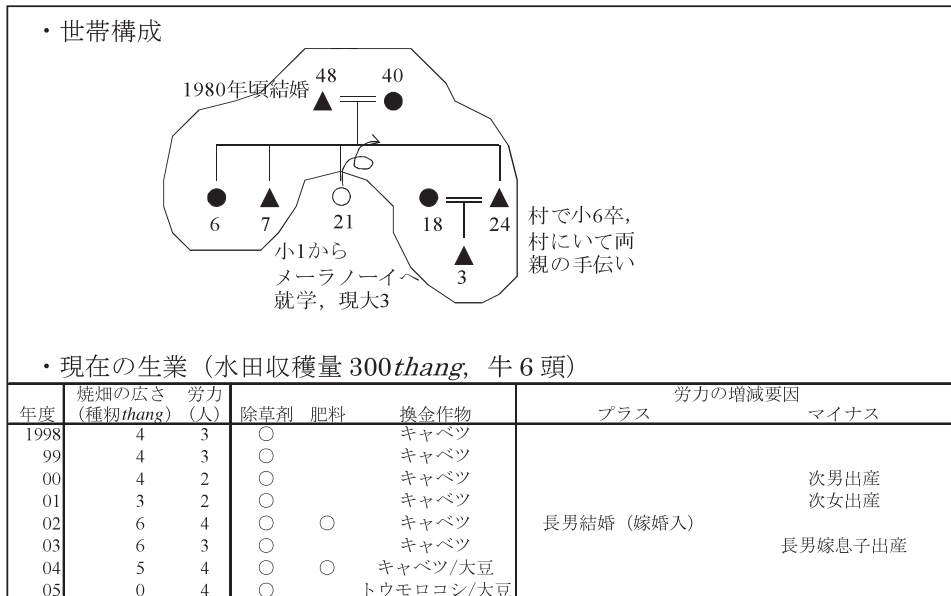 ・世帯構成
48 40
1980年頃結婚
6 7 21 18 24
3
小1から
メーラノーイへ
就学，現大3
村で小6卒，
村にいて両
親の手伝い
・現在の生業（水田収穫量 300thang, 牛 6 頭）
焼畑の広さ 労力 労力の増減要因
年度 （種籾thang） （人） 除草剤 肥料 換金作物 プラス マイナス
1998 4 3 ○ キャベツ
99 4 3 ○ キャベツ
00 4 2 ○ キャベツ 次男出産
01 3 2 ○ キャベツ 次女出産
02 6 4 ○ ○ キャベツ 長男結婚（嫁婚入）
03 6 3 ○ キャベツ 長男嫁息子出産
04 5 4 ○ ○ キャベツ/大豆
05 0 4 ○ トウモロコシ/大豆